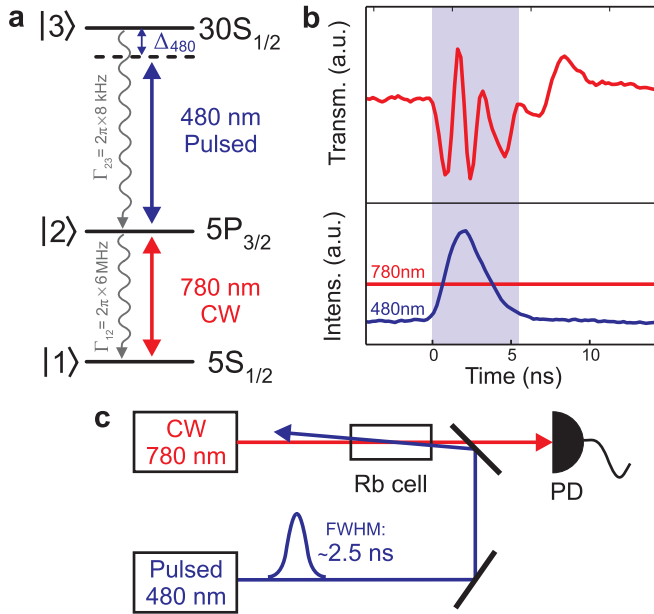 a
|3⟩
30S1/2
Δ480
Γ23 = 2π×8 kHz
480 nm
Pulsed
|2⟩
5P3/2
Γ12 = 2π×6 MHz
780 nm
CW
|1⟩
5S1/2
b
Transm. (a.u.)
Intens. (a.u.)
780nm
480nm
0
5
10
Time (ns)
c
CW
780 nm
Rb cell
PD
FWHM:
~2.5 ns
Pulsed
480 nm